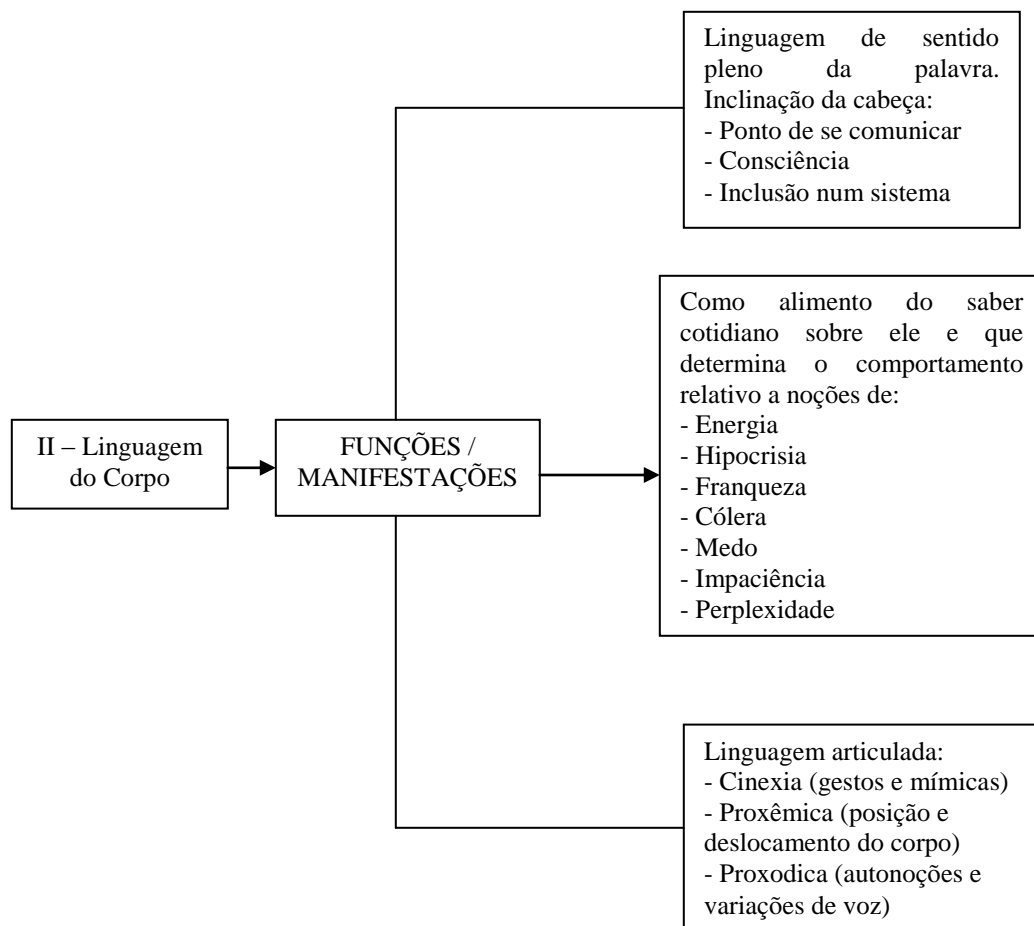 Linguagem de sentido
pleno da palavra.
Inclinação da cabeça:
- Ponto de se comunicar
- Consciência
- Inclusão num sistema
II – Linguagem
do Corpo
FUNÇÕES /
MANIFESTAÇÕES
Como alimento do saber
cotidiano sobre ele e que
determina o comportamento
relativo a noções de:
- Energia
- Hipocrisia
- Franqueza
- Cólera
- Medo
- Impaciência
- Perplexidade
Linguagem articulada:
- Cinexia (gestos e mímicas)
- Proxêmica (posição e
deslocamento do corpo)
- Proxodica (autonoções e
variações de voz)